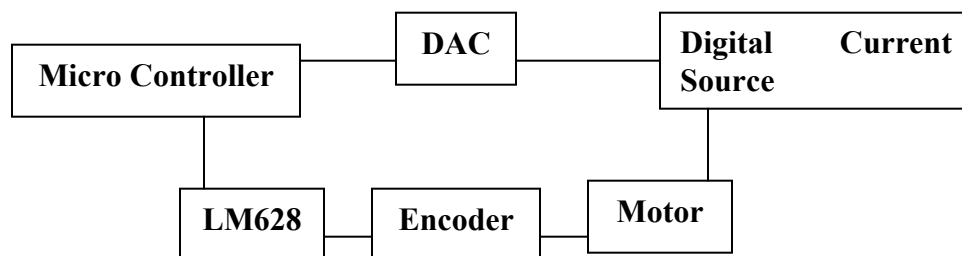 DAC
Digital Current
Source
Micro Controller
LM628
Encoder
Motor